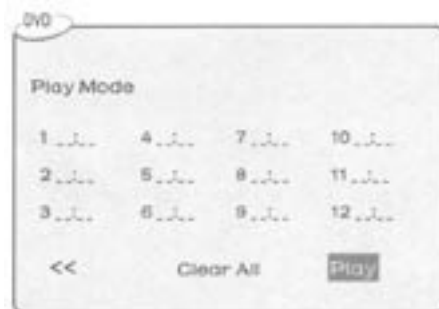 DVD
Play Mode
1 _ _:_ _ 4 _ _:_ _ 7 _ _:_ _ 10 _ _:_ _
2 _ _:_ _ 5 _ _:_ _ 8 _ _:_ _ 11 _ _:_ _
3 _ _:_ _ 6 _ _:_ _ 9 _ _:_ _ 12 _ _:_ _
<< Clear All Play